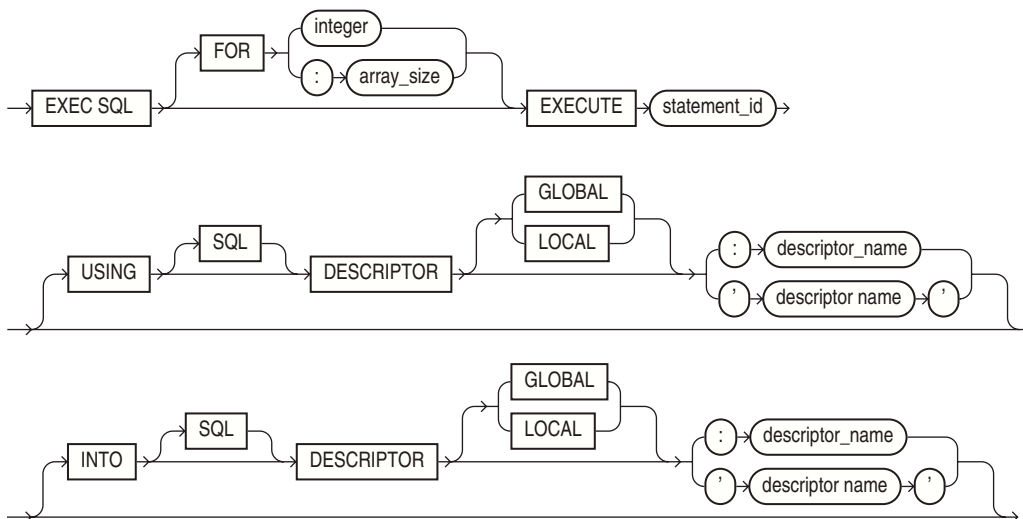 integer
FOR
: array_size
EXEC SQL EXECUTE statement_id
GLOBAL
SQL LOCAL : descriptor_name
USING DESCRIPTOR ' descriptor name '
GLOBAL
SQL LOCAL : descriptor_name
INTO DESCRIPTOR ' descriptor name '